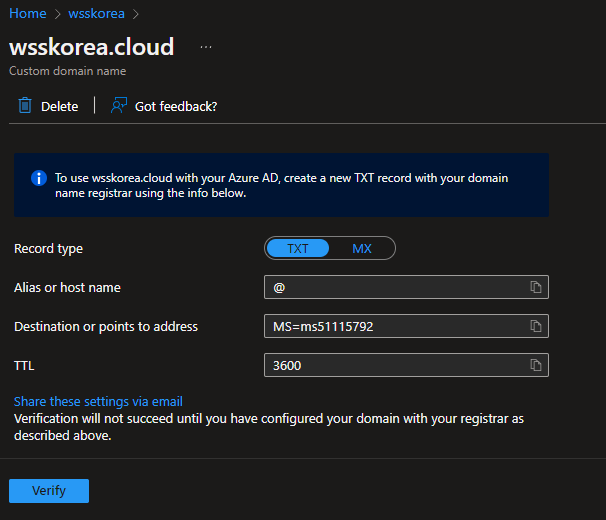 Home > wsskorea >
wsskorea.cloud ...
Custom domain name
Delete | Got feedback?
To use wsskorea.cloud with your Azure AD, create a new TXT record with your domain
name registrar using the info below.
Record type TXT MX
Alias or host name @
Destination or points to address MS=ms51115792
TTL 3600
Share these settings via email
Verification will not succeed until you have configured your domain with your registrar as
described above.
Verify